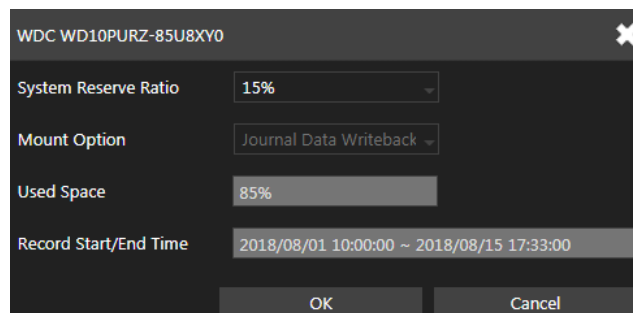 WDC WD10PURZ-85U8XY0
System Reserve Ratio 15%
Mount Option Journal Data Writeback
Used Space 85%
Record Start/End Time 2018/08/01 10:00:00 ~ 2018/08/15 17:33:00
OK Cancel